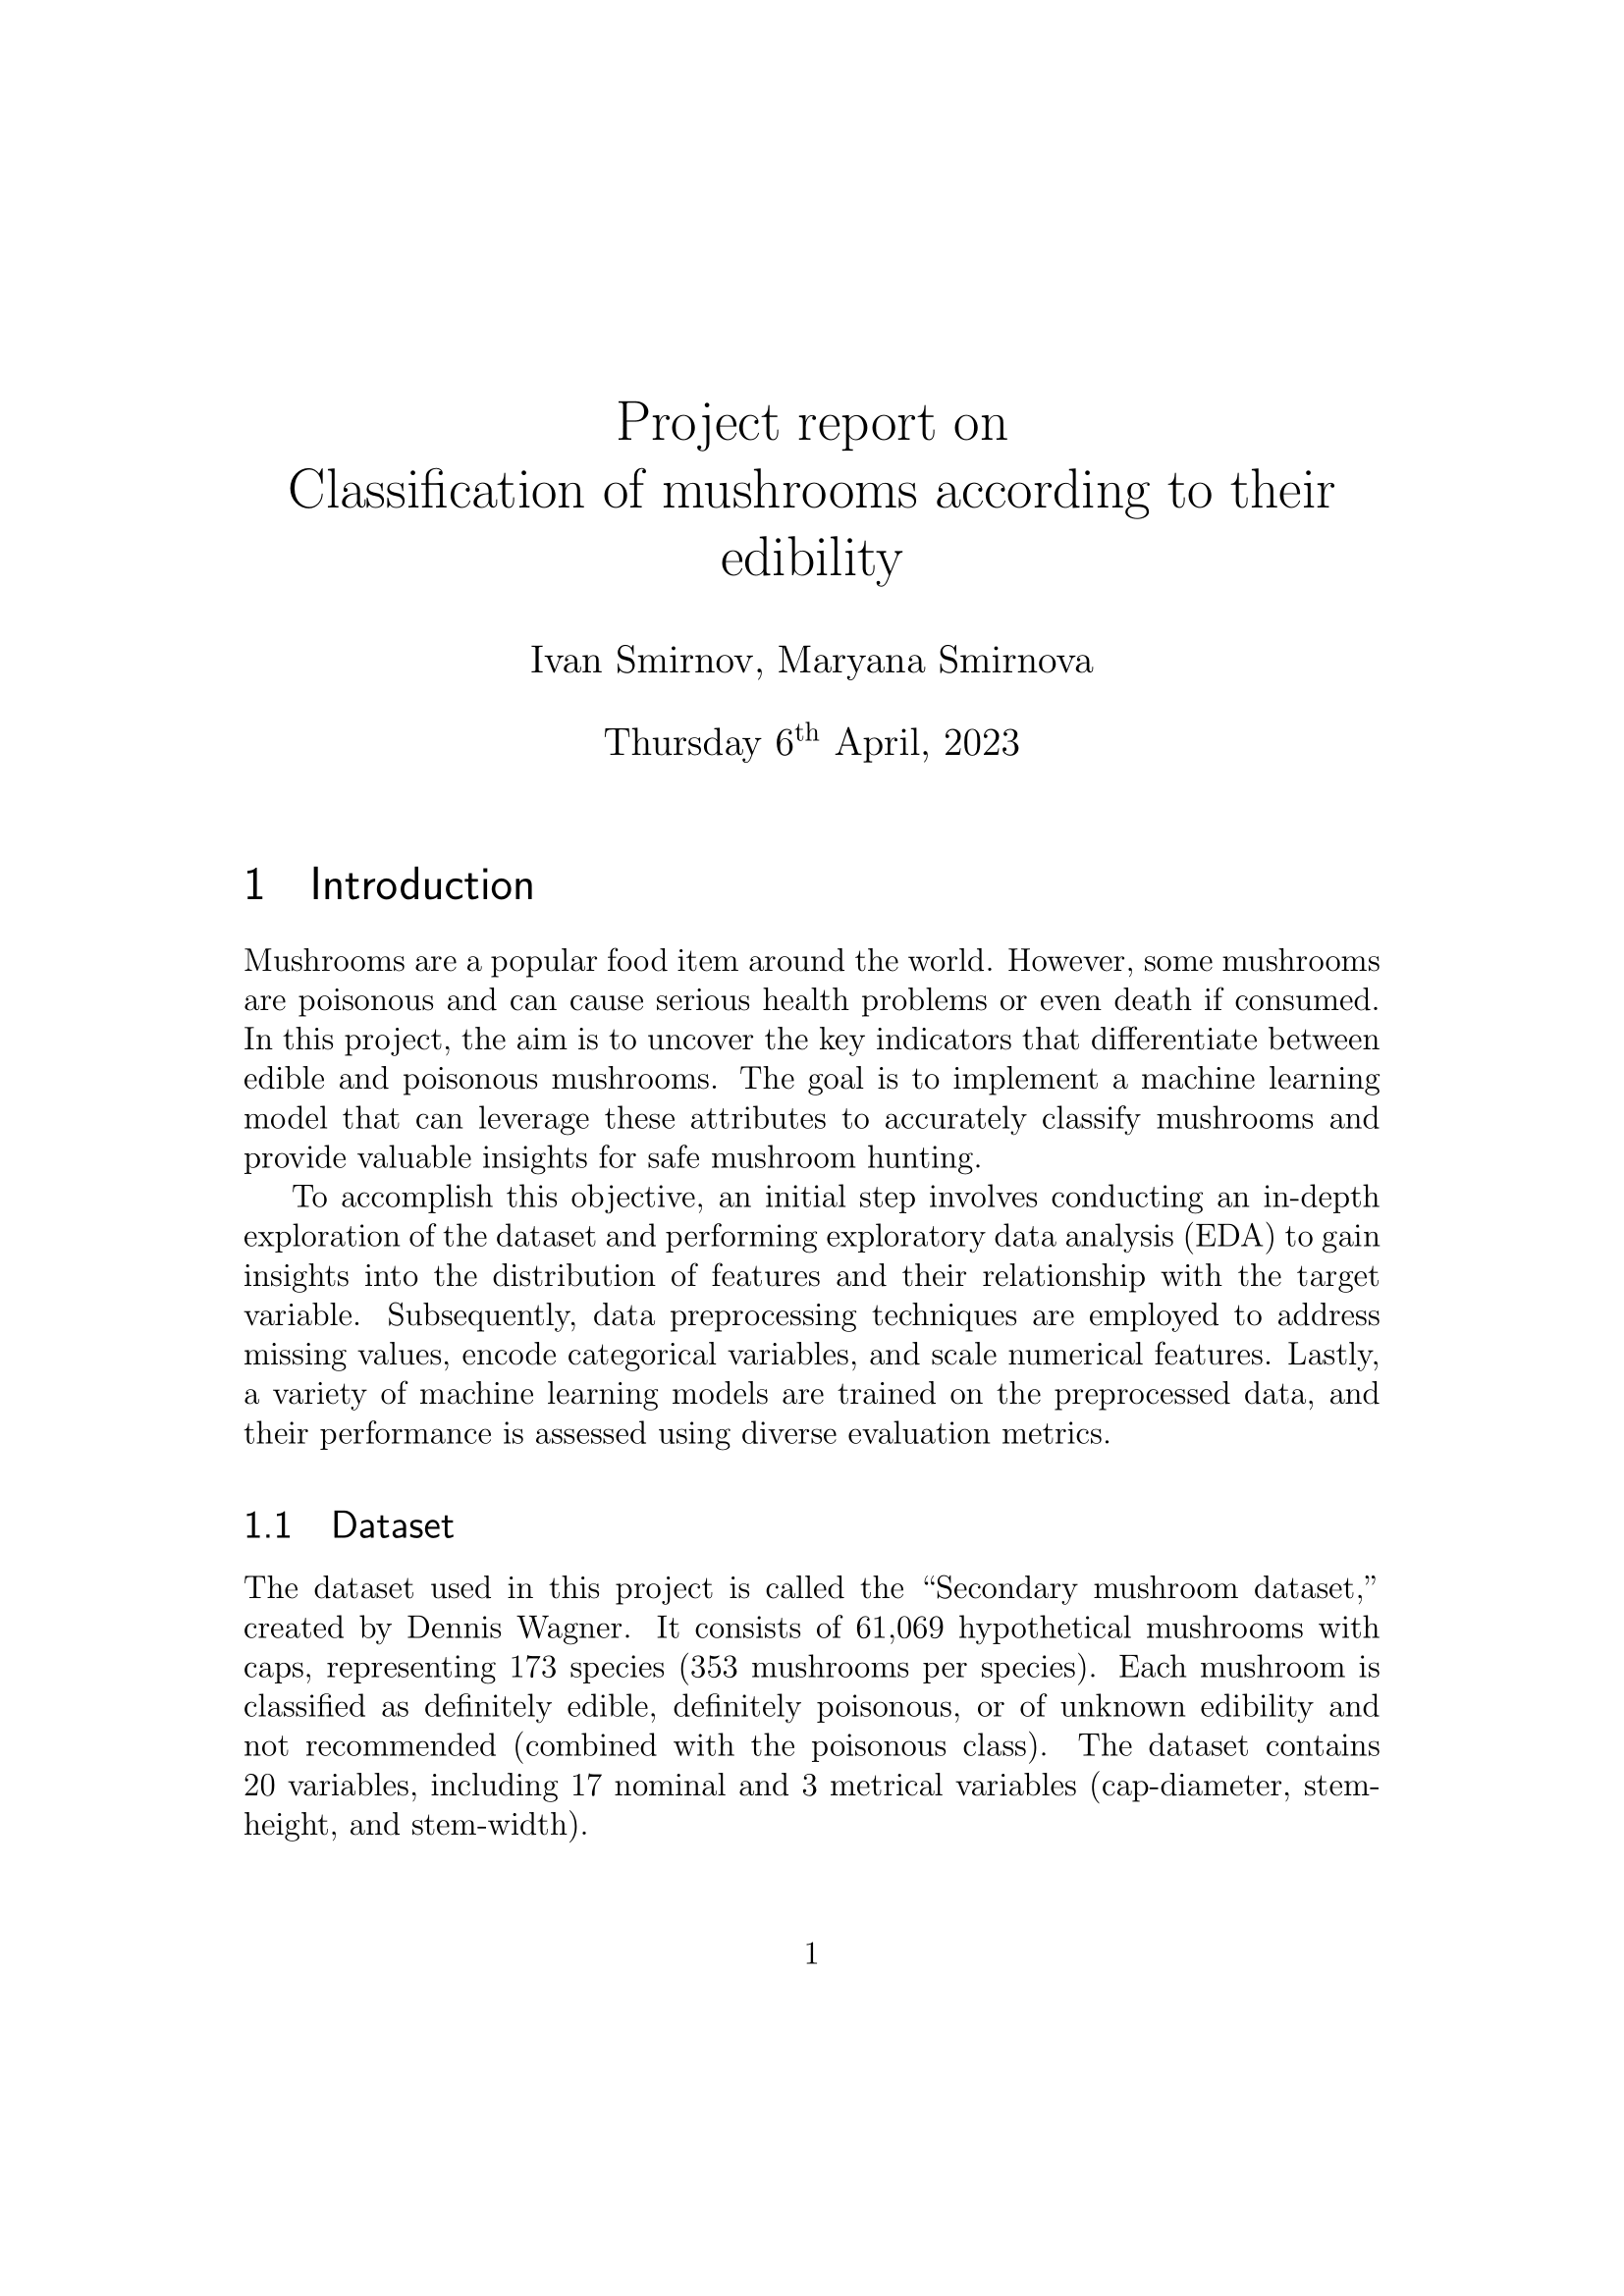 Project report on
Classification of mushrooms according to their
edibility
Ivan Smirnov, Maryana Smirnova
Thursday 6th April, 2023
1 Introduction
Mushrooms are a popular food item around the world. However, some mushrooms
are poisonous and can cause serious health problems or even death if consumed.
In this project, the aim is to uncover the key indicators that differentiate between
edible and poisonous mushrooms. The goal is to implement a machine learning
model that can leverage these attributes to accurately classify mushrooms and
provide valuable insights for safe mushroom hunting.
To accomplish this objective, an initial step involves conducting an in-depth
exploration of the dataset and performing exploratory data analysis (EDA) to gain
insights into the distribution of features and their relationship with the target
variable. Subsequently, data preprocessing techniques are employed to address
missing values, encode categorical variables, and scale numerical features. Lastly,
a variety of machine learning models are trained on the preprocessed data, and
their performance is assessed using diverse evaluation metrics.
1.1 Dataset
The dataset used in this project is called the “Secondary mushroom dataset,”
created by Dennis Wagner. It consists of 61,069 hypothetical mushrooms with
caps, representing 173 species (353 mushrooms per species). Each mushroom is
classified as definitely edible, definitely poisonous, or of unknown edibility and
not recommended (combined with the poisonous class). The dataset contains
20 variables, including 17 nominal and 3 metrical variables (cap-diameter, stem-
height, and stem-width).
1